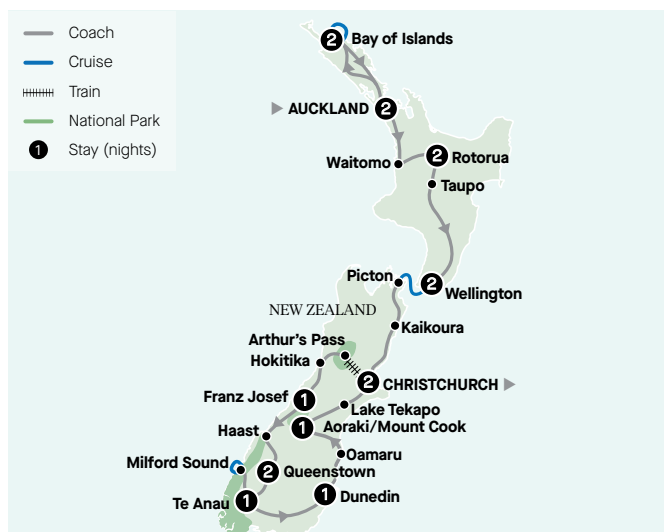 Coach
Cruise
Train
National Park
1 Stay (nights)
2 Bay of Islands
AUCKLAND 2
Waitomo
2 Rotorua
Taupo
Picton
2 Wellington
NEW ZEALAND
Kaikoura
Arthur's Pass
Hokitika
2 CHRISTCHURCH
Franz Josef 1
Lake Tekapo
1 Aoraki/Mount Cook
Haast
Oamaru
Milford Sound
2 Queenstown
Te Anau 1
1 Dunedin